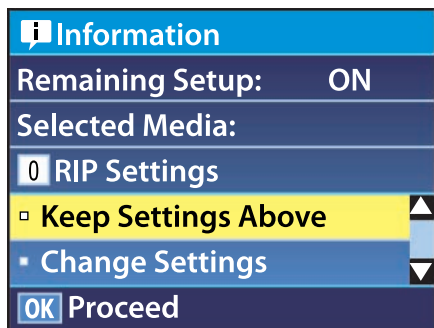 Information
Remaining Setup: ON
Selected Media:
0 RIP Settings
Keep Settings Above
Change Settings
OK Proceed